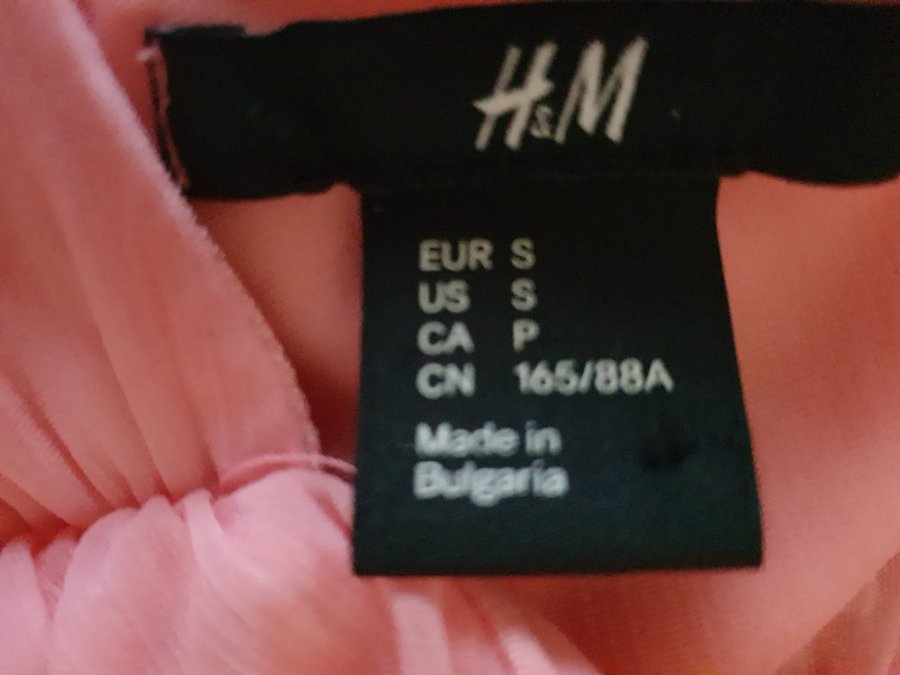 H&M
EUR S
US S
CA P
CN 165/88A
Made in
Bulgaria